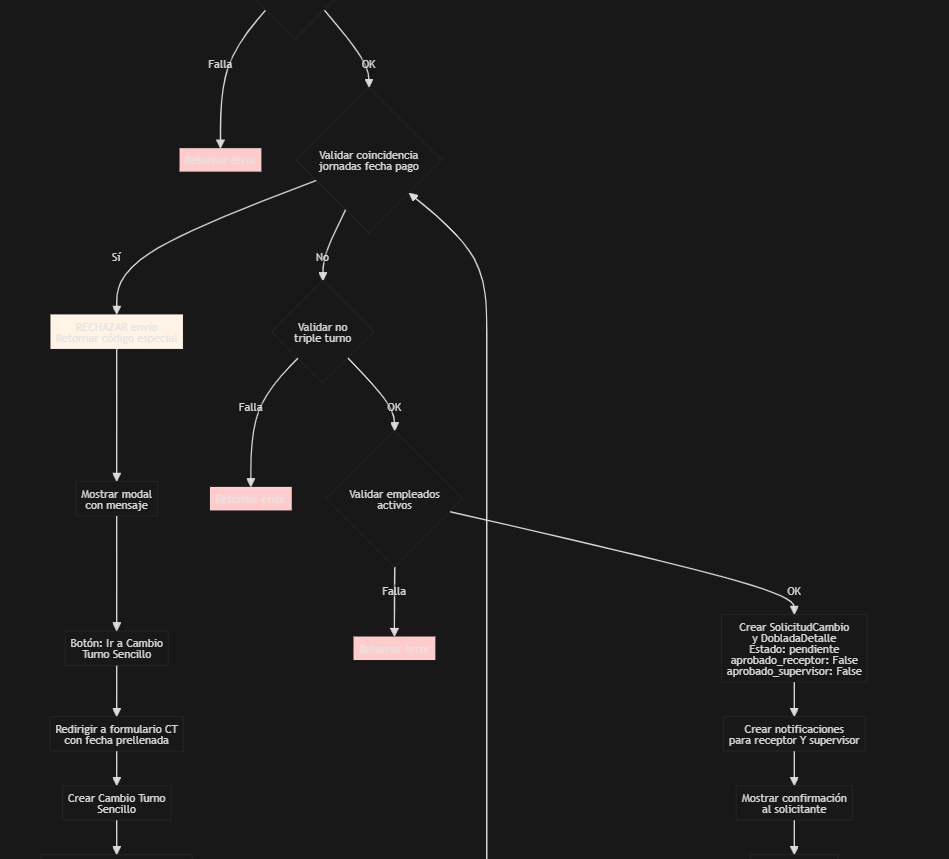 Falla
OK
Retornar error
Validar coincidencia
jornadas fecha pago
Sí
No
RECHAZAR envío
Retornar código especial
Validar no
triple turno
Falla
OK
Mostrar modal
con mensaje
Retornar error
Validar empleados
activos
Falla
OK
Retornar error
Botón: Ir a Cambio
Turno Sencillo
Crear SolicitudCambio
y DobladaDetalle
Estado: pendiente
aprobado_receptor: False
aprobado_supervisor: False
Redirigir a formulario CT
con fecha prellenada
Crear notificaciones
para receptor Y supervisor
Crear Cambio Turno
Sencillo
Mostrar confirmación
al solicitante